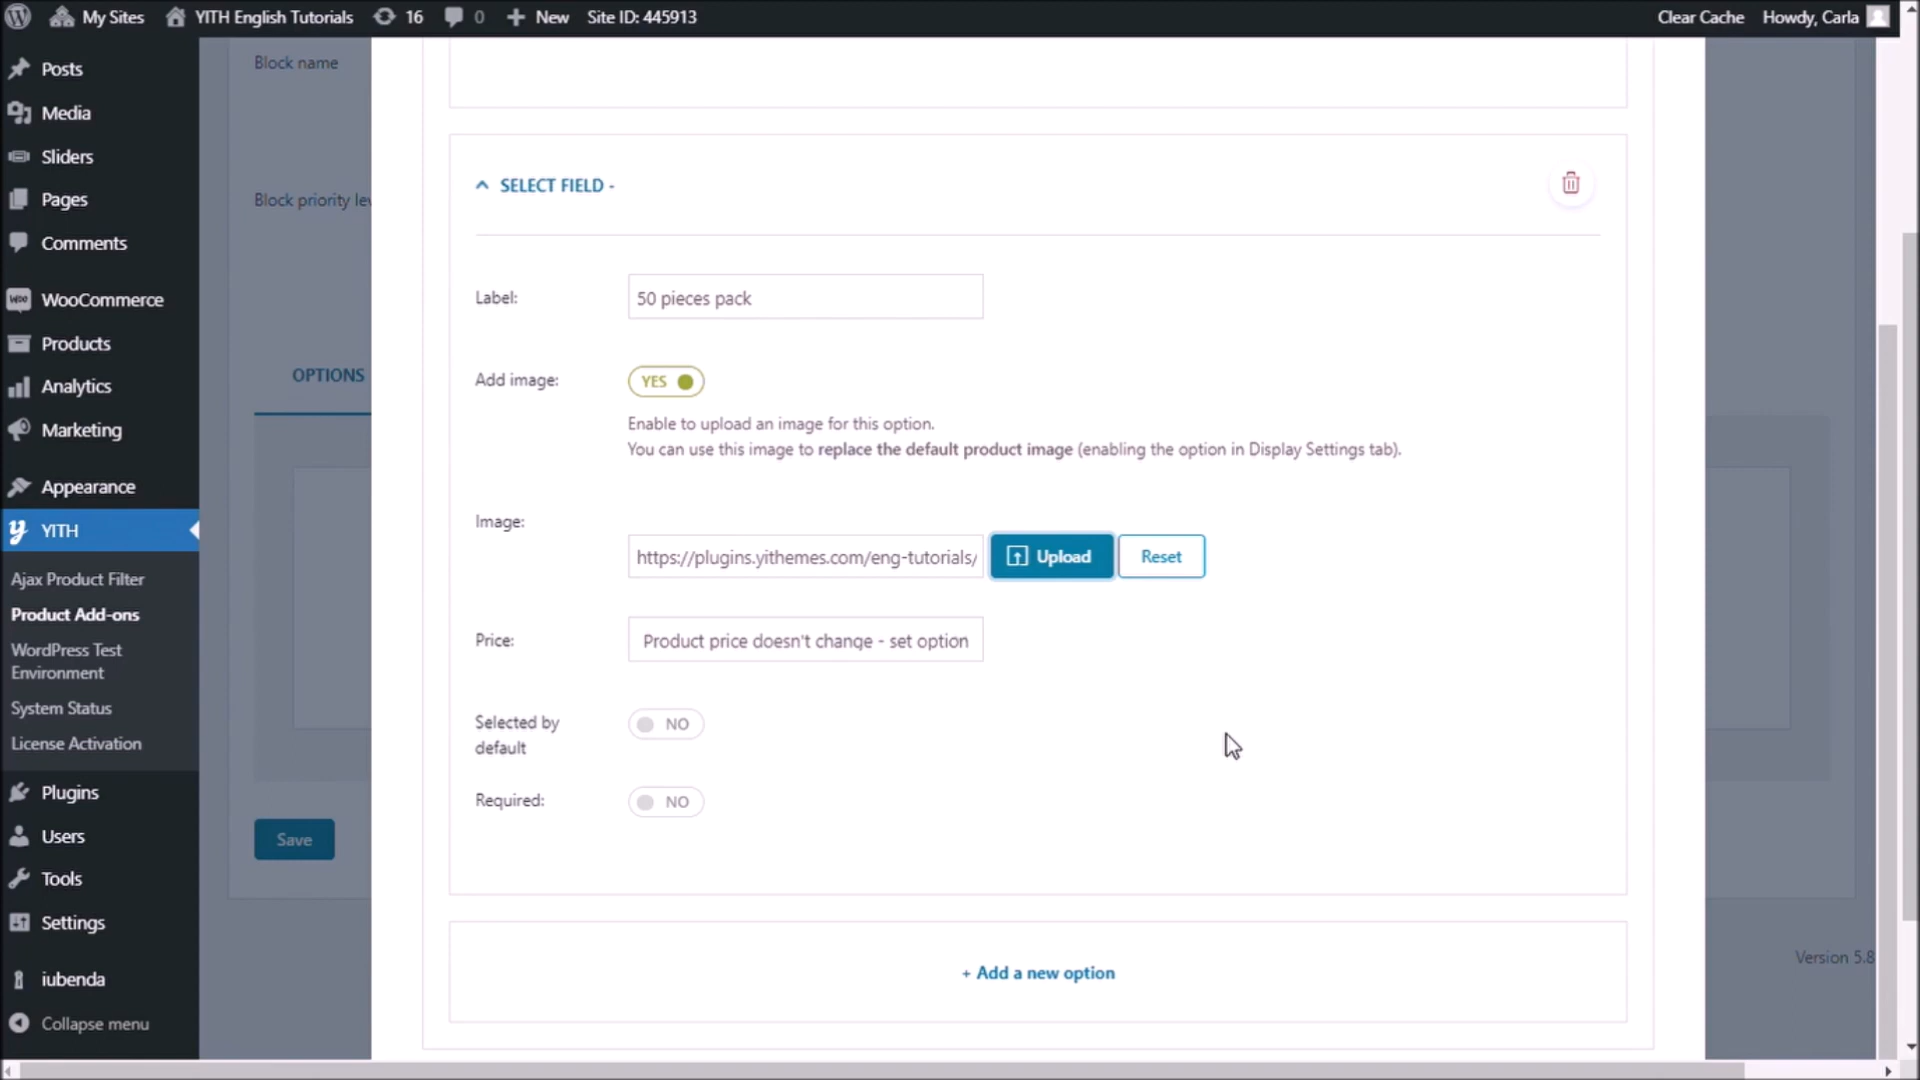 My Sites
YITH English Tutorials
16
0
New
Site ID: 445913
Clear Cache
Howdy, Carla
Posts
Media
Sliders
Pages
Comments
WooCommerce
Products
Analytics
Marketing
Appearance
YITH
Ajax Product Filter
Product Add-ons
WordPress Test
Environment
System Status
License Activation
Plugins
Users
Tools
Settings
iubenda
Collapse menu
Block name
Block priority lev
OPTIONS
Save
SELECT FIELD -
Label:
50 pieces pack
Add image:
YES
Enable to upload an image for this option.
You can use this image to replace the default product image (enabling the option in Display Settings tab).
Image:
https://plugins.yithemes.com/eng-tutorials/
Upload
Reset
Price:
Product price doesn't change - set option
Selected by
default
NO
Required:
NO
+ Add a new option
Version 5.8